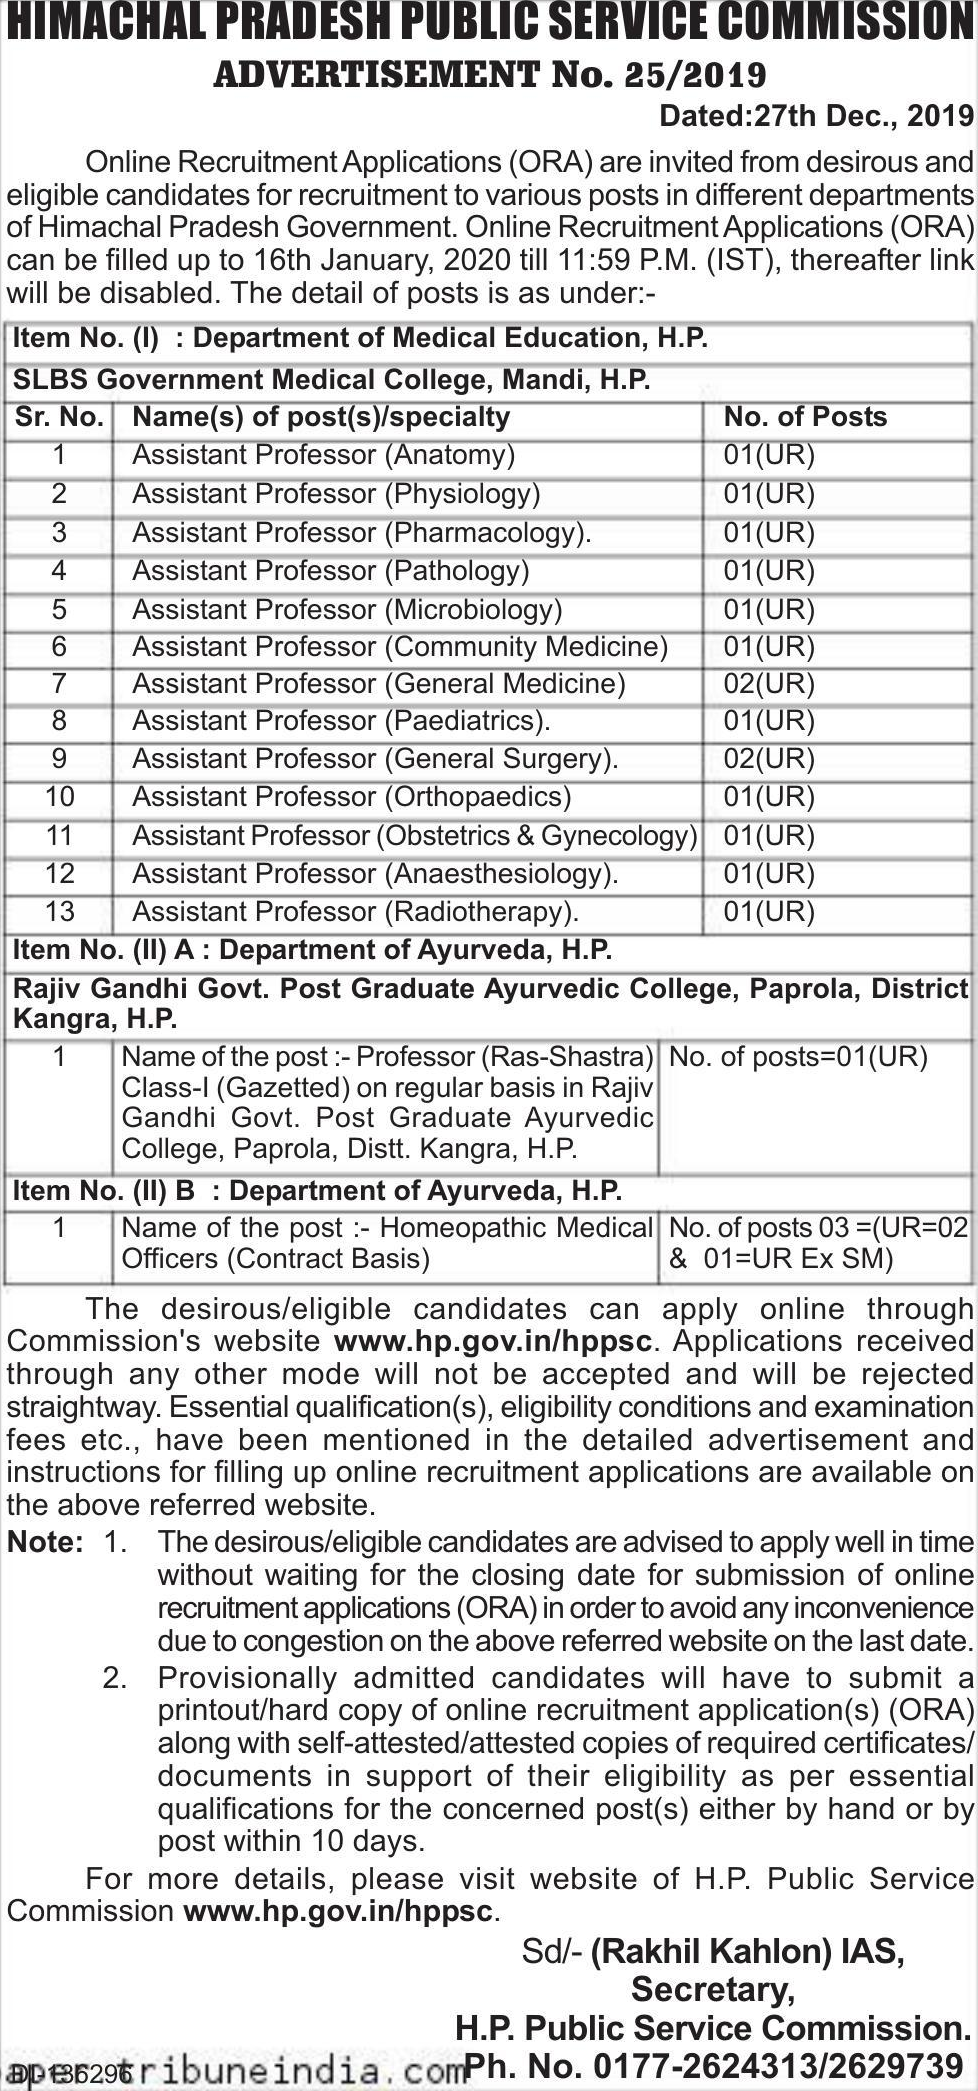 HIMACHAL PRADESH PUBLIC SERVICE COMMISSION
ADVERTISEMENT No. 25/2019
Dated:27th Dec., 2019
Online Recruitment Applications (ORA) are invited from desirous and
eligible candidates for recruitment to various posts in different departments
of Himachal Pradesh Government. Online Recruitment Applications (ORA)
can be filled up to 16th January, 2020 till 11:59 P.M. (IST), thereafter link
will be disabled. The detail of posts is as under:-
Item No. (I) : Department of Medical Education, H.P.
SLBS Government Medical College, Mandi, H.P.
Sr. No. Name(s) of post(s)/specialty No. of Posts
1 Assistant Professor (Anatomy) 01(UR)
2 Assistant Professor (Physiology) 01(UR)
3 Assistant Professor (Pharmacology). 01(UR)
4 Assistant Professor (Pathology) 01(UR)
5 Assistant Professor (Microbiology) 01(UR)
6 Assistant Professor (Community Medicine) 01(UR)
7 Assistant Professor (General Medicine) 02(UR)
8 Assistant Professor (Paediatrics). 01(UR)
9 Assistant Professor (General Surgery). 02(UR)
10 Assistant Professor (Orthopaedics) 01(UR)
11 Assistant Professor (Obstetrics & Gynecology) 01(UR)
12 Assistant Professor (Anaesthesiology). 01(UR)
13 Assistant Professor (Radiotherapy). 01(UR)
Item No. (II) A : Department of Ayurveda, H.P.
Rajiv Gandhi Govt. Post Graduate Ayurvedic College, Paprola, District
Kangra, H.P.
1 Name of the post :- Professor (Ras-Shastra) No. of posts=01(UR)
Class-I (Gazetted) on regular basis in Rajiv
Gandhi Govt. Post Graduate Ayurvedic
College, Paprola, Distt. Kangra, H.P.
Item No. (II) B : Department of Ayurveda, H.P.
1 Name of the post :- Homeopathic Medical No. of posts 03 =(UR=02
Officers (Contract Basis) & 01=UR Ex SM)
The desirous/eligible candidates can apply online through
Commission's website www.hp.gov.in/hppsc. Applications received
through any other mode will not be accepted and will be rejected
straightway. Essential qualification(s), eligibility conditions and examination
fees etc., have been mentioned in the detailed advertisement and
instructions for filling up online recruitment applications are available on
the above referred website.
Note: 1. The desirous/eligible candidates are advised to apply well in time
without waiting for the closing date for submission of online
recruitment applications (ORA) in order to avoid any inconvenience
due to congestion on the above referred website on the last date.
2. Provisionally admitted candidates will have to submit a
printout/hard copy of online recruitment application(s) (ORA)
along with self-attested/attested copies of required certificates/
documents in support of their eligibility as per essential
qualifications for the concerned post(s) either by hand or by
post within 10 days.
For more details, please visit website of H.P. Public Service
Commission www.hp.gov.in/hppsc.
Sd/- (Rakhil Kahlon) IAS,
Secretary,
H.P. Public Service Commission.
Ph. No. 0177-2624313/2629739
tribuneindia.com